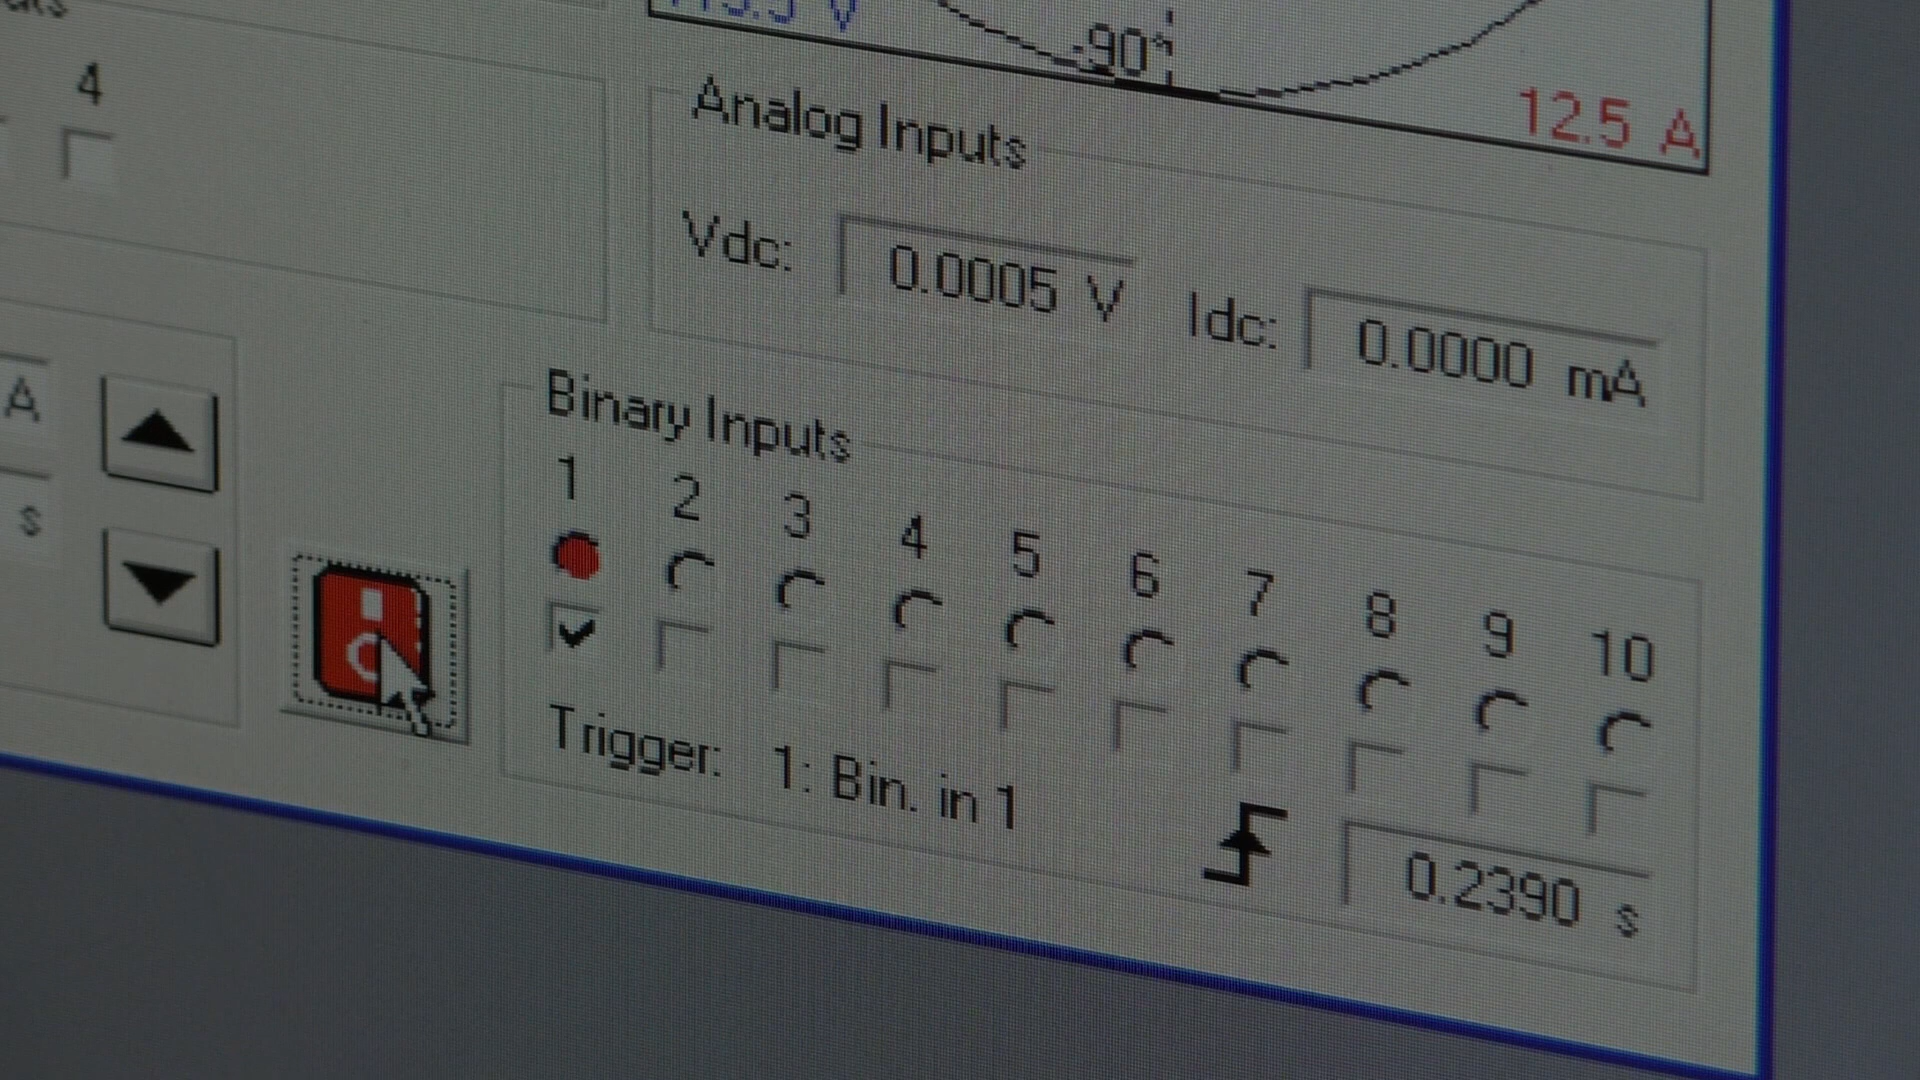 4
-90°
12.5 A
Analog Inputs
Vdc: 0.0005 V Idc: 0.0000 mA
A
s
Binary Inputs
1 2 3 4 5 6 7 8 9 10
Trigger: 1: Bin. in 1
0.2390 s